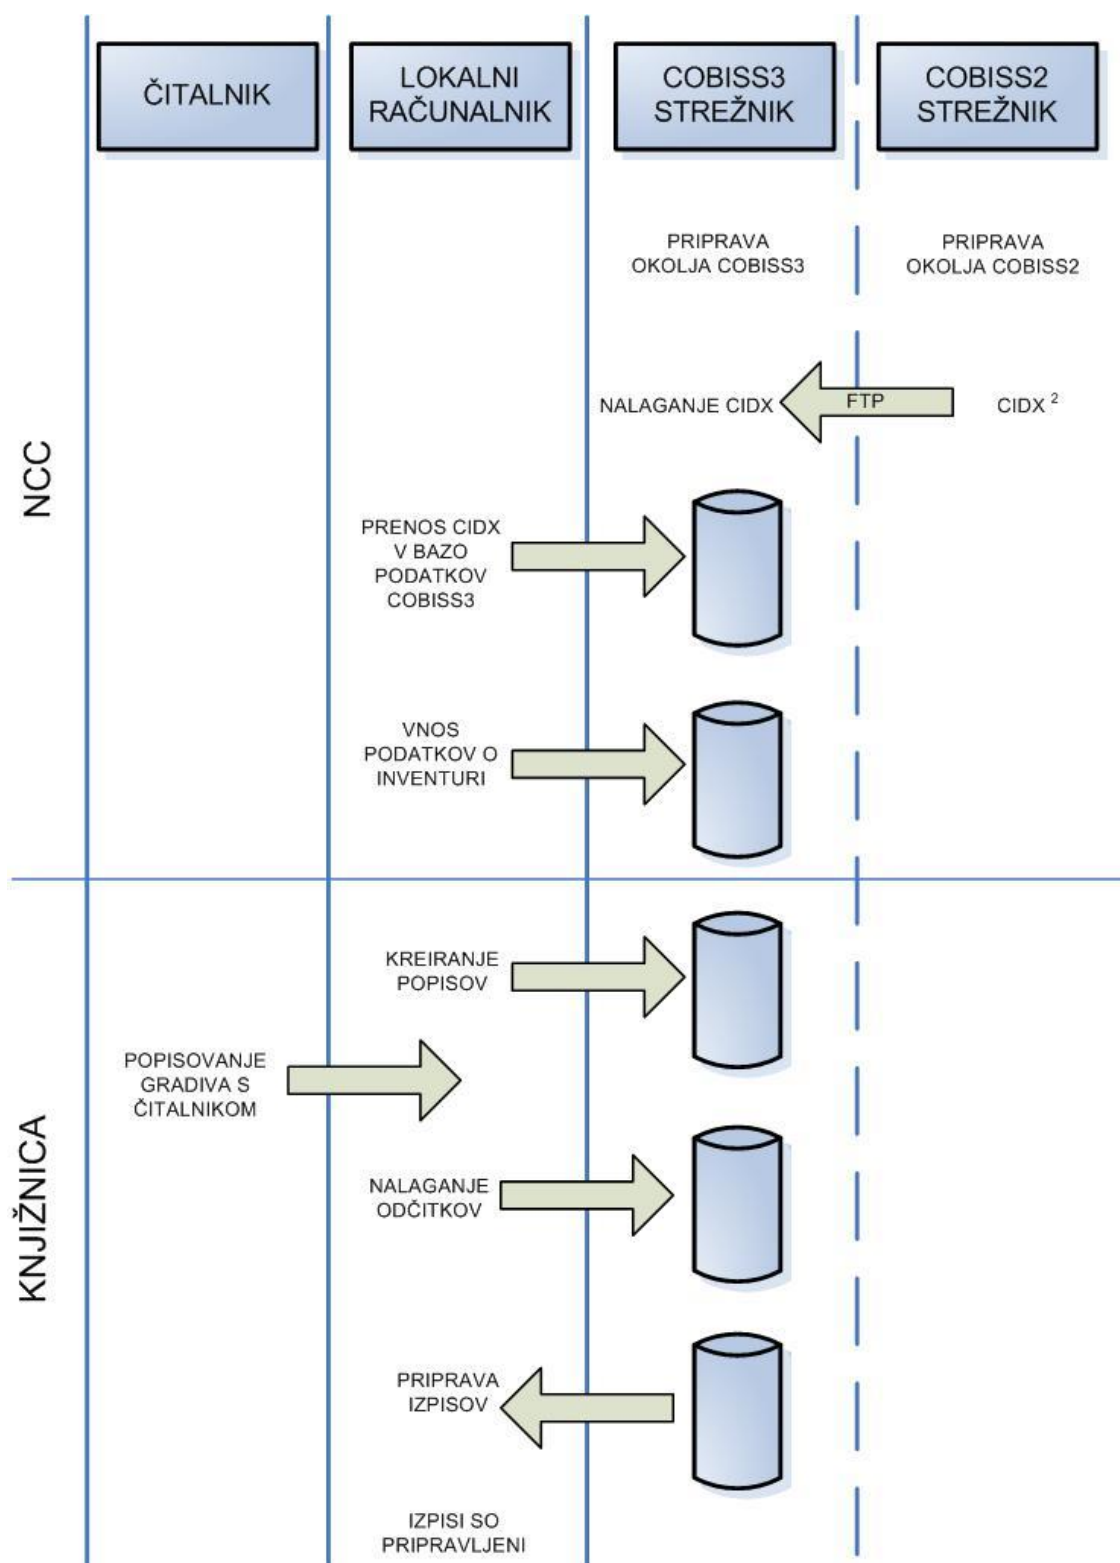 ČITALNIK
LOKALNI
RAČUNALNIK
COBISS3
STREŽNIK
COBISS2
STREŽNIK
NCC
PRIPRAVA
OKOLJA COBISS3
PRIPRAVA
OKOLJA COBISS2
NALAGANJE CIDX
FTP
CIDX ²
PRENOS CIDX
V BAZO
PODATKOV
COBISS3
VNOS
PODATKOV O
INVENTURI
KNJIŽNICA
KREIRANJE
POPISOV
POPISOVANJE
GRADIVA S
ČITALNIKOM
NALAGANJE
ODČITKOV
PRIPRAVA
IZPISOV
IZPISI SO
PRIPRAVLJENI